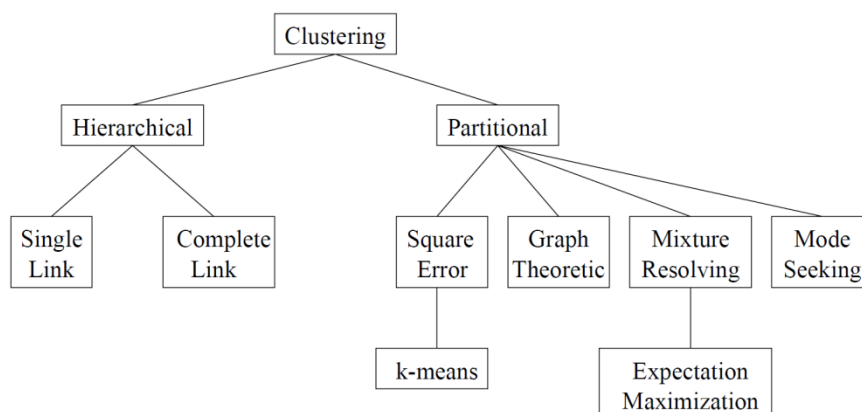 Clustering
Hierarchical
Partitional
Single
Link
Complete
Link
Square
Error
Graph
Theoretic
Mixture
Resolving
Mode
Seeking
k-means
Expectation
Maximization